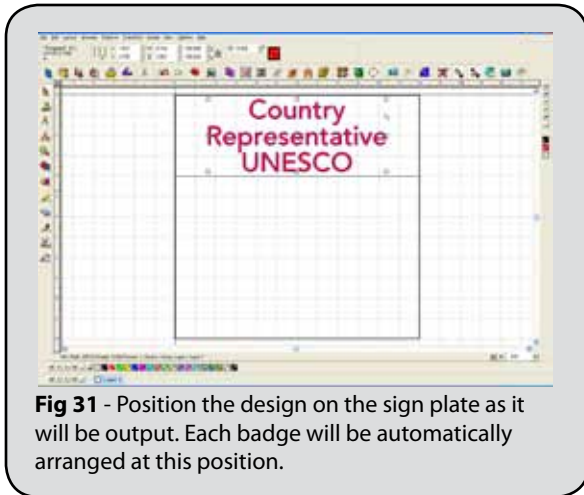 Country
Representative
UNESCO
Fig 31 - Position the design on the sign plate as it
will be output. Each badge will be automatically
arranged at this position.